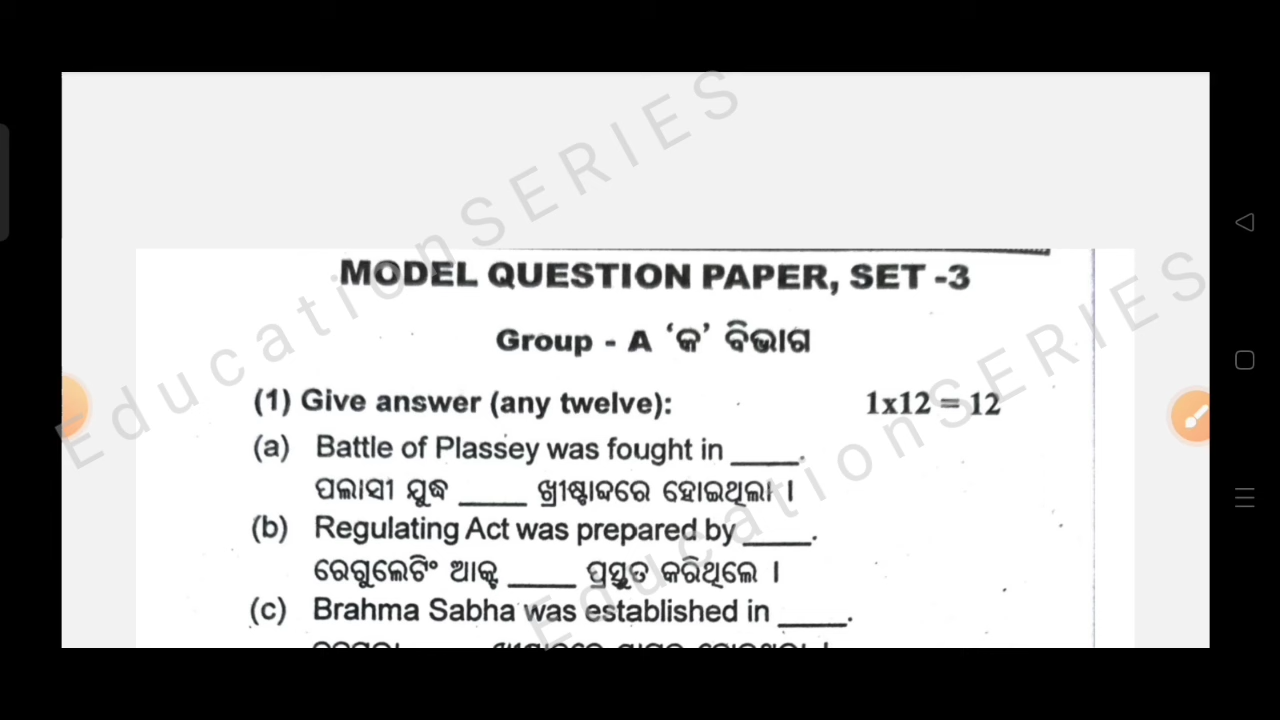 MODEL QUESTION PAPER, SET -3
Group - A ‘କ’ ବିଭାଗ
(1) Give answer (any twelve): 1x12 = 12
(a) Battle of Plassey was fought in ____.
ପଲାସୀ ଯୁଦ୍ଧ ____ ଖ୍ରୀଷ୍ଟାବ୍ଦରେ ହୋଇଥିଲା ।
(b) Regulating Act was prepared by ____.
ରେଗୁଲେଟିଂ ଆକ୍ଟ ____ ପ୍ରସ୍ତୁତ କରିଥିଲେ ।
(c) Brahma Sabha was established in ____.
EducationSERIES
EducationSERIES